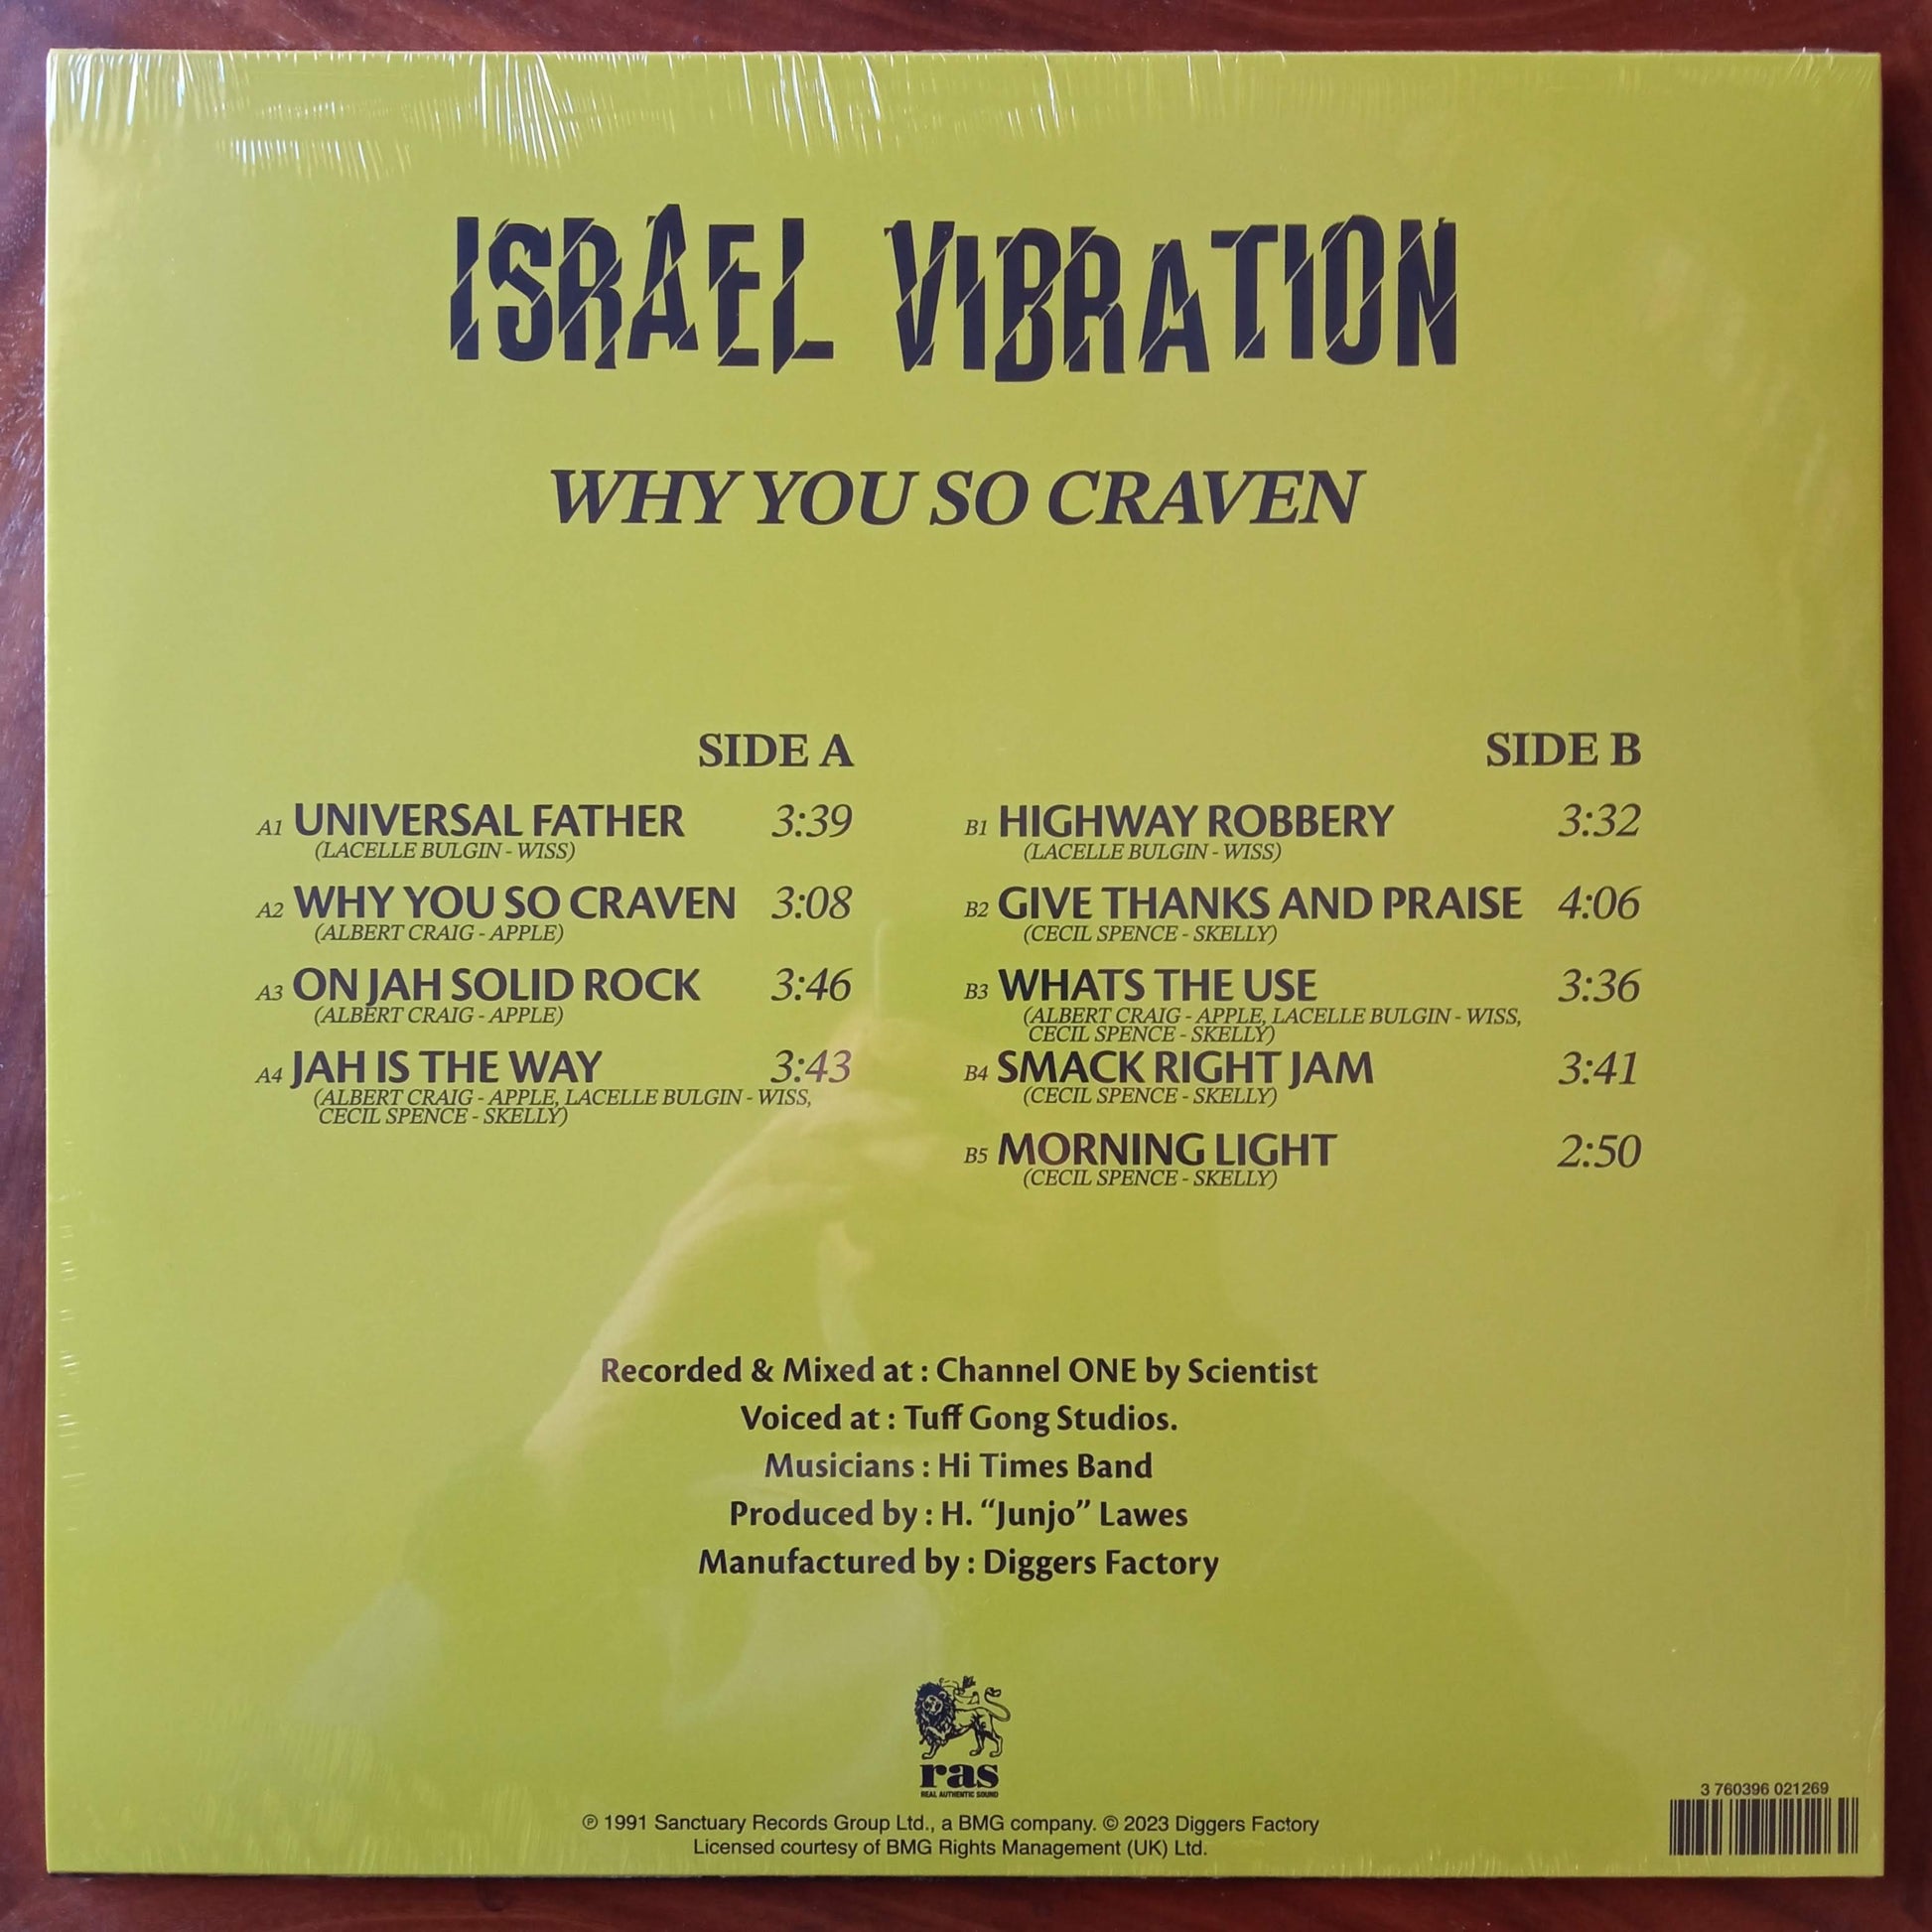 ISRAEL VIBRATION
WHY YOU SO CRAVEN
SIDE A
A1 UNIVERSAL FATHER 3:39
(LACELLE BULGIN - WISS)
A2 WHY YOU SO CRAVEN 3:08
(ALBERT CRAIG - APPLE)
A3 ON JAH SOLID ROCK 3:46
(ALBERT CRAIG - APPLE)
A4 JAH IS THE WAY 3:43
(ALBERT CRAIG - APPLE, LACELLE BULGIN - WISS,
CECIL SPENCE - SKELLY)
SIDE B
B1 HIGHWAY ROBBERY 3:32
(LACELLE BULGIN - WISS)
B2 GIVE THANKS AND PRAISE 4:06
(CECIL SPENCE - SKELLY)
B3 WHATS THE USE 3:36
(ALBERT CRAIG - APPLE, LACELLE BULGIN - WISS,
CECIL SPENCE - SKELLY)
B4 SMACK RIGHT JAM 3:41
(CECIL SPENCE - SKELLY)
B5 MORNING LIGHT 2:50
(CECIL SPENCE - SKELLY)
Recorded & Mixed at : Channel ONE by Scientist
Voiced at : Tuff Gong Studios.
Musicians : Hi Times Band
Produced by : H. “Junjo” Lawes
Manufactured by : Diggers Factory
ras
REAL AUTHENTIC SOUND
℗ 1991 Sanctuary Records Group Ltd., a BMG company. © 2023 Diggers Factory
Licensed courtesy of BMG Rights Management (UK) Ltd.
3 760396 021269